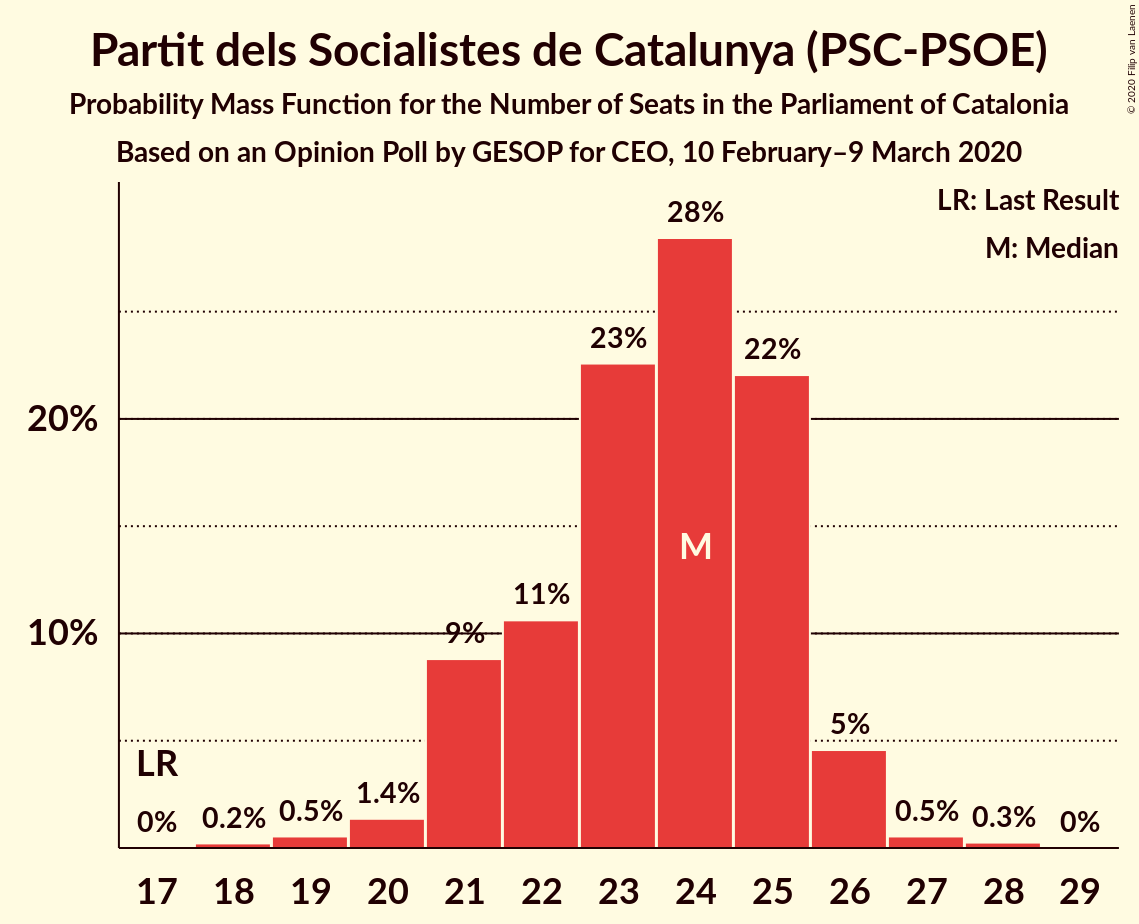 Partit dels Socialistes de Catalunya (PSC-PSOE)
Probability Mass Function for the Number of Seats in the Parliament of Catalonia
Based on an Opinion Poll by GESOP for CEO, 10 February–9 March 2020
© 2020 Filip van Laenen
LR: Last Result
M: Median
28%
23%
22%
20%
M
11%
10%
9%
5%
LR
0%
0.2%
0.5%
1.4%
0.5%
0.3%
0%
17 18 19 20 21 22 23 24 25 26 27 28 29